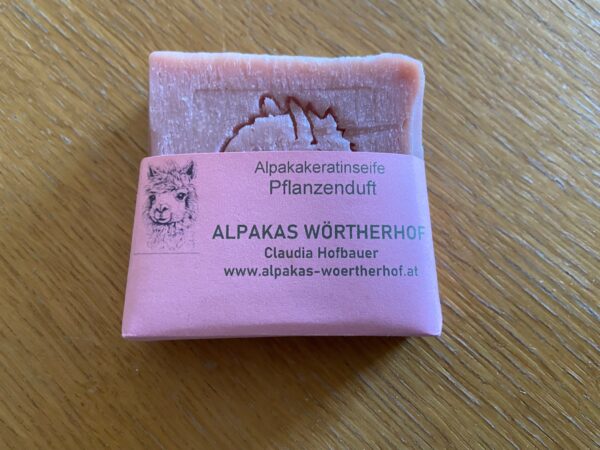 Alpakakeratinseife
Pflanzenduft
ALPAKAS WÖRTHERHOF
Claudia Hofbauer
www.alpakas-woertherhof.at